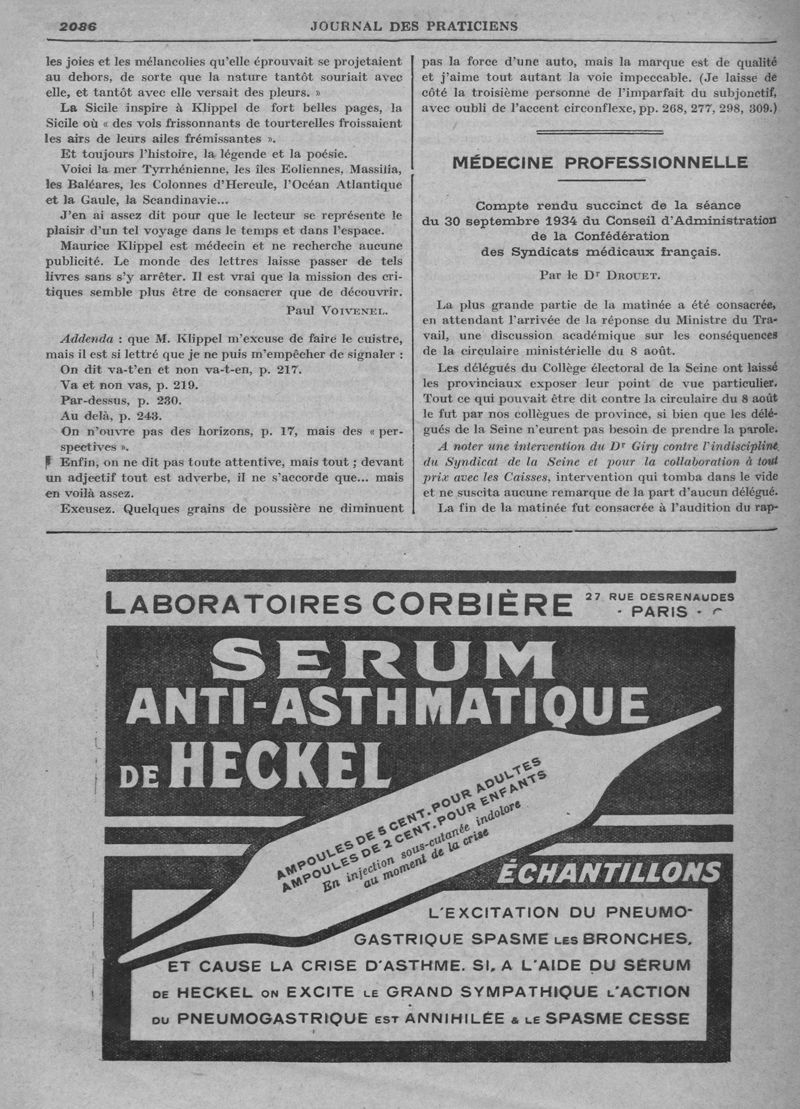 2086
JOURNAL DES PRATICIENS
les joies et les mélancolies qu'elle éprouvait se projetaient
au dehors, de sorte que la nature tantôt souriait avec
elle, et tantôt avec elle versait des pleurs. »
La Sicile inspire à Klippel de fort belles pages, la
Sicile où « des vols frissonnants de tourterelles froissaient
les airs de leurs ailes frémissantes ».
Et toujours l'histoire, la légende et la poésie.
Voici la mer Tyrrhénienne, les îles Eoliennes, Massilia,
les Baléares, les Colonnes d'Hercule, l'Océan Atlantique
et la Gaule, la Scandinavie...
J'en ai assez dit pour que le lecteur se représente le
plaisir d'un tel voyage dans le temps et dans l'espace.
Maurice Klippel est médecin et ne recherche aucune
publicité. Le monde des lettres laisse passer de tels
livres sans s'y arrêter. Il est vrai que la mission des cri-
tiques semble plus être de consacrer que de découvrir.
Paul VOIVENEL.
Addenda : que M. Klippel m'excuse de faire le cuistre,
mais il est si lettré que je ne puis m'empêcher de signaler :
On dit va-t'en et non va-t-en, p. 217.
Va et non vas, p. 219.
Par-dessus, p. 230.
Au delà, p. 243.
On n'ouvre pas des horizons, p. 17, mais des « per-
spectives ».
Enfin, on ne dit pas toute attentive, mais tout ; devant
un adjectif tout est adverbe, il ne s'accorde que... mais
en voilà assez.
Excusez. Quelques grains de poussière ne diminuent
pas la force d'une auto, mais la marque est de qualité
et j'aime tout autant la voie impeccable. (Je laisse de
côté la troisième personne de l'imparfait du subjonctif,
avec oubli de l'accent circonflexe, pp. 268, 277, 298, 309.)
MÉDECINE PROFESSIONNELLE
Compte rendu succinct de la séance
du 30 septembre 1934 du Conseil d'Administration
de la Confédération
des Syndicats médicaux français.
Par le Dr DROUET.
La plus grande partie de la matinée a été consacrée,
en attendant l'arrivée de la réponse du Ministre du Tra-
vail, une discussion académique sur les conséquences
de la circulaire ministérielle du 8 août.
Les délégués du Collège électoral de la Seine ont laissé
les provinciaux exposer leur point de vue particulier.
Tout ce qui pouvait être dit contre la circulaire du 8 août
le fut par nos collègues de province, si bien que les délé-
gués de la Seine n'eurent pas besoin de prendre la parole.
A noter une intervention du Dr Giry contre l'indiscipline
du Syndicat de la Seine et pour la collaboration à tout
prix avec les Caisses, intervention qui tomba dans le vide
et ne suscita aucune remarque de la part d'aucun délégué.
La fin de la matinée fut consacrée à l'audition du rap-
LABORATOIRES CORBIÈRE
27 RUE DESRENAUDES
- PARIS -
SERUM
ANTI-ASTHMATIQUE
DE HECKEL
AMPOULES DE 5 CENT. POUR ADULTES
AMPOULES DE 2 CENT. POUR ENFANTS
En injection sous-cutanée indolore
au moment de la crise
ÉCHANTILLONS
L'EXCITATION DU PNEUMO-
GASTRIQUE SPASME LES BRONCHES,
ET CAUSE LA CRISE D'ASTHME. SI, A L'AIDE DU SÉRUM
DE HECKEL ON EXCITE LE GRAND SYMPATHIQUE L'ACTION
DU PNEUMOGASTRIQUE EST ANNIHILÉE & LE SPASME CESSE